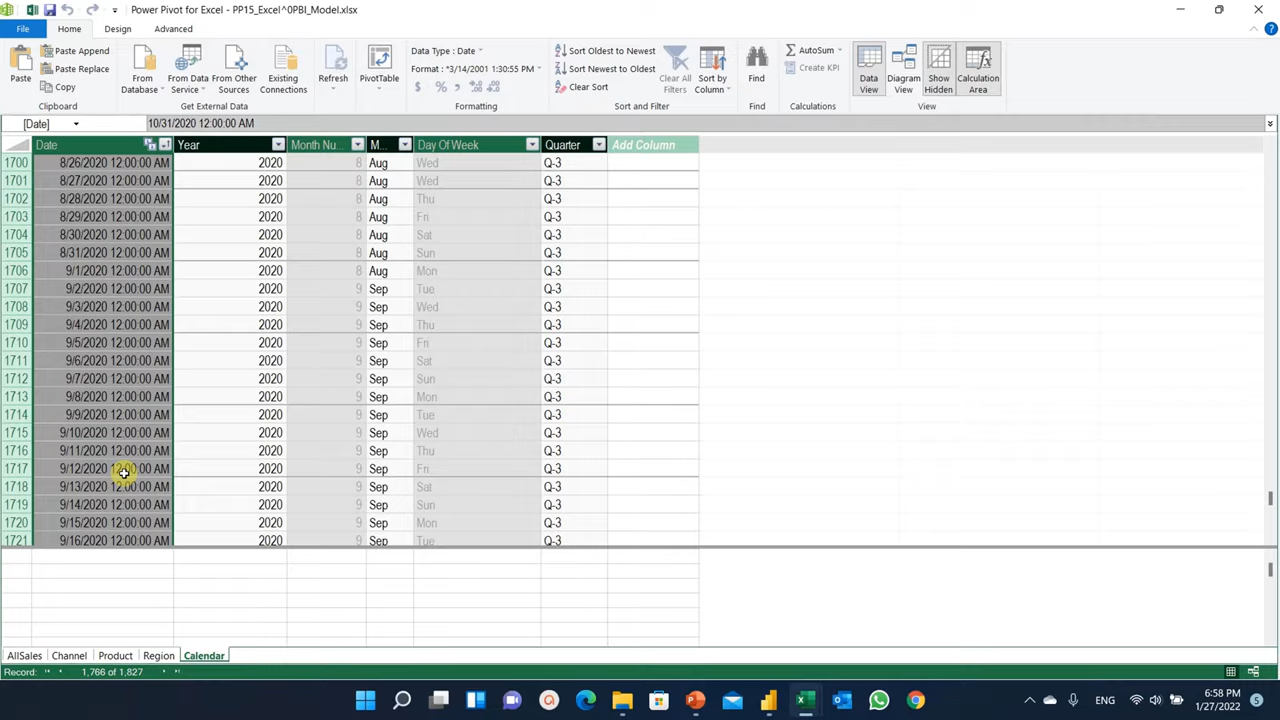 Power Pivot for Excel - PP15_Excel^0PBI_Model.xlsx
File Home Design Advanced
Paste
Paste Append
Paste Replace
Copy
Clipboard
From Database
From Data Service
From Other Sources
Existing Connections
Get External Data
Refresh
PivotTable
Data Type : Date
Format : *3/14/2001 1:30:55 PM
$ % ,
Formatting
Sort Oldest to Newest
Sort Newest to Oldest
Clear Sort
Clear All Filters
Sort by Column
Sort and Filter
Find
Find
AutoSum
Create KPI
Calculations
Data View
Diagram View
Show Hidden
Calculation Area
View
[Date] 10/31/2020 12:00:00 AM
Date Year Month Nu... M... Day Of Week Quarter Add Column
1700 8/26/2020 12:00:00 AM 2020 8 Aug Wed Q-3
1701 8/27/2020 12:00:00 AM 2020 8 Aug Wed Q-3
1702 8/28/2020 12:00:00 AM 2020 8 Aug Thu Q-3
1703 8/29/2020 12:00:00 AM 2020 8 Aug Fri Q-3
1704 8/30/2020 12:00:00 AM 2020 8 Aug Sat Q-3
1705 8/31/2020 12:00:00 AM 2020 8 Aug Sun Q-3
1706 9/1/2020 12:00:00 AM 2020 8 Aug Mon Q-3
1707 9/2/2020 12:00:00 AM 2020 9 Sep Tue Q-3
1708 9/3/2020 12:00:00 AM 2020 9 Sep Wed Q-3
1709 9/4/2020 12:00:00 AM 2020 9 Sep Thu Q-3
1710 9/5/2020 12:00:00 AM 2020 9 Sep Fri Q-3
1711 9/6/2020 12:00:00 AM 2020 9 Sep Sat Q-3
1712 9/7/2020 12:00:00 AM 2020 9 Sep Sun Q-3
1713 9/8/2020 12:00:00 AM 2020 9 Sep Mon Q-3
1714 9/9/2020 12:00:00 AM 2020 9 Sep Tue Q-3
1715 9/10/2020 12:00:00 AM 2020 9 Sep Wed Q-3
1716 9/11/2020 12:00:00 AM 2020 9 Sep Thu Q-3
1717 9/12/2020 12:00:00 AM 2020 9 Sep Fri Q-3
1718 9/13/2020 12:00:00 AM 2020 9 Sep Sat Q-3
1719 9/14/2020 12:00:00 AM 2020 9 Sep Sun Q-3
1720 9/15/2020 12:00:00 AM 2020 9 Sep Mon Q-3
1721 9/16/2020 12:00:00 AM 2020 9 Sep Tue Q-3
AllSales Channel Product Region Calendar
Record: 1,766 of 1,827
ENG
6:58 PM
1/27/2022
5